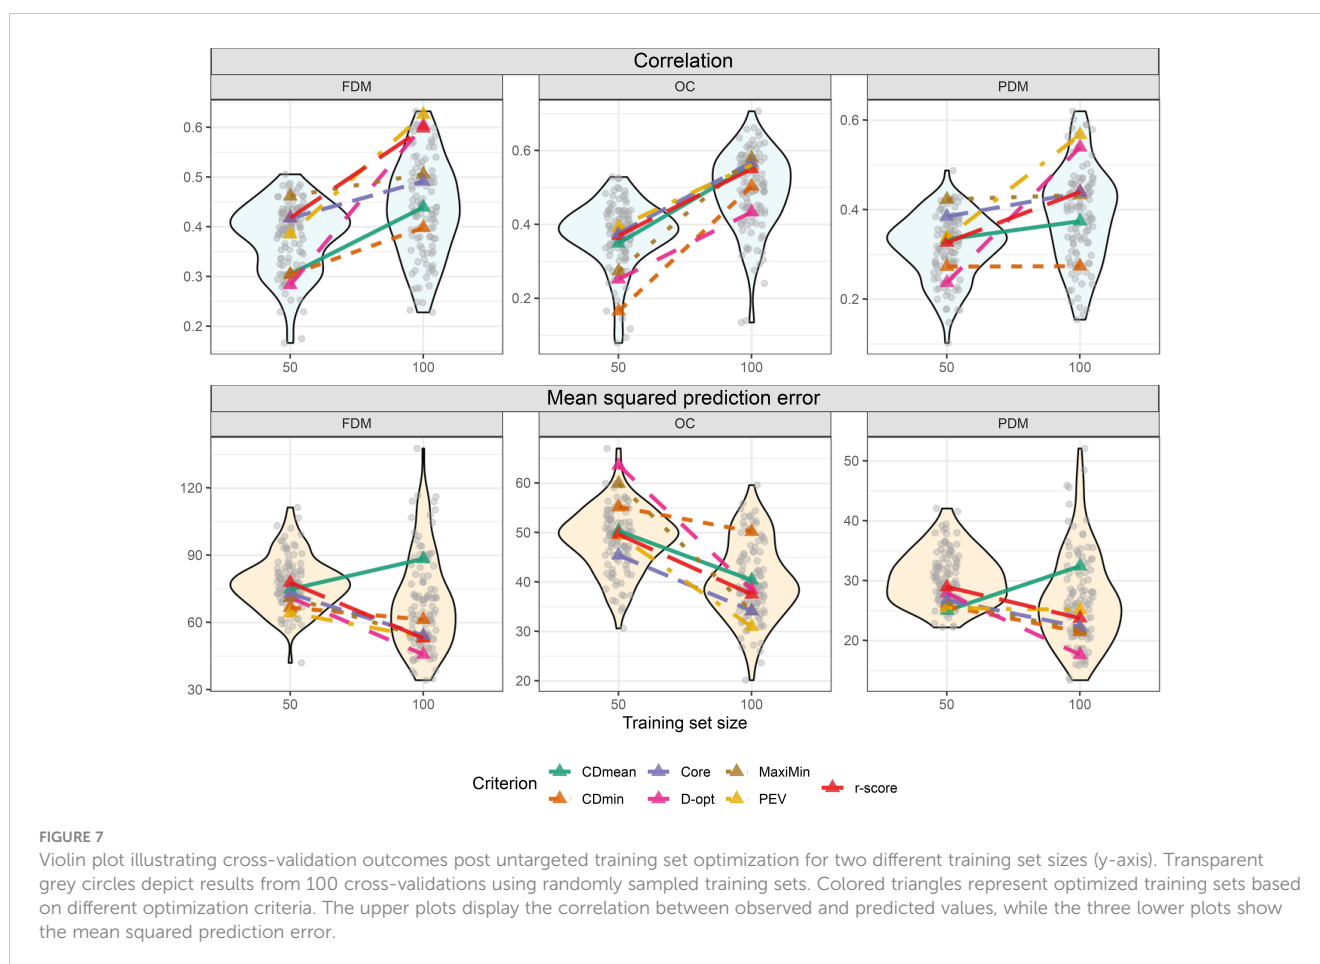 Correlation
FDM
OC
PDM
0.6
0.5
0.4
0.3
0.2
0.6
0.4
0.2
0.6
0.4
0.2
50
100
50
100
50
100
Mean squared prediction error
FDM
OC
PDM
120
90
60
30
60
50
40
30
20
50
40
30
20
50
100
50
100
50
100
Training set size
Criterion
CDmean
Core
MaxiMin
r-score
CDmin
D-opt
PEV
FIGURE 7
Violin plot illustrating cross-validation outcomes post untargeted training set optimization for two different training set sizes (y-axis). Transparent
grey circles depict results from 100 cross-validations using randomly sampled training sets. Colored triangles represent optimized training sets based
on different optimization criteria. The upper plots display the correlation between observed and predicted values, while the three lower plots show
the mean squared prediction error.